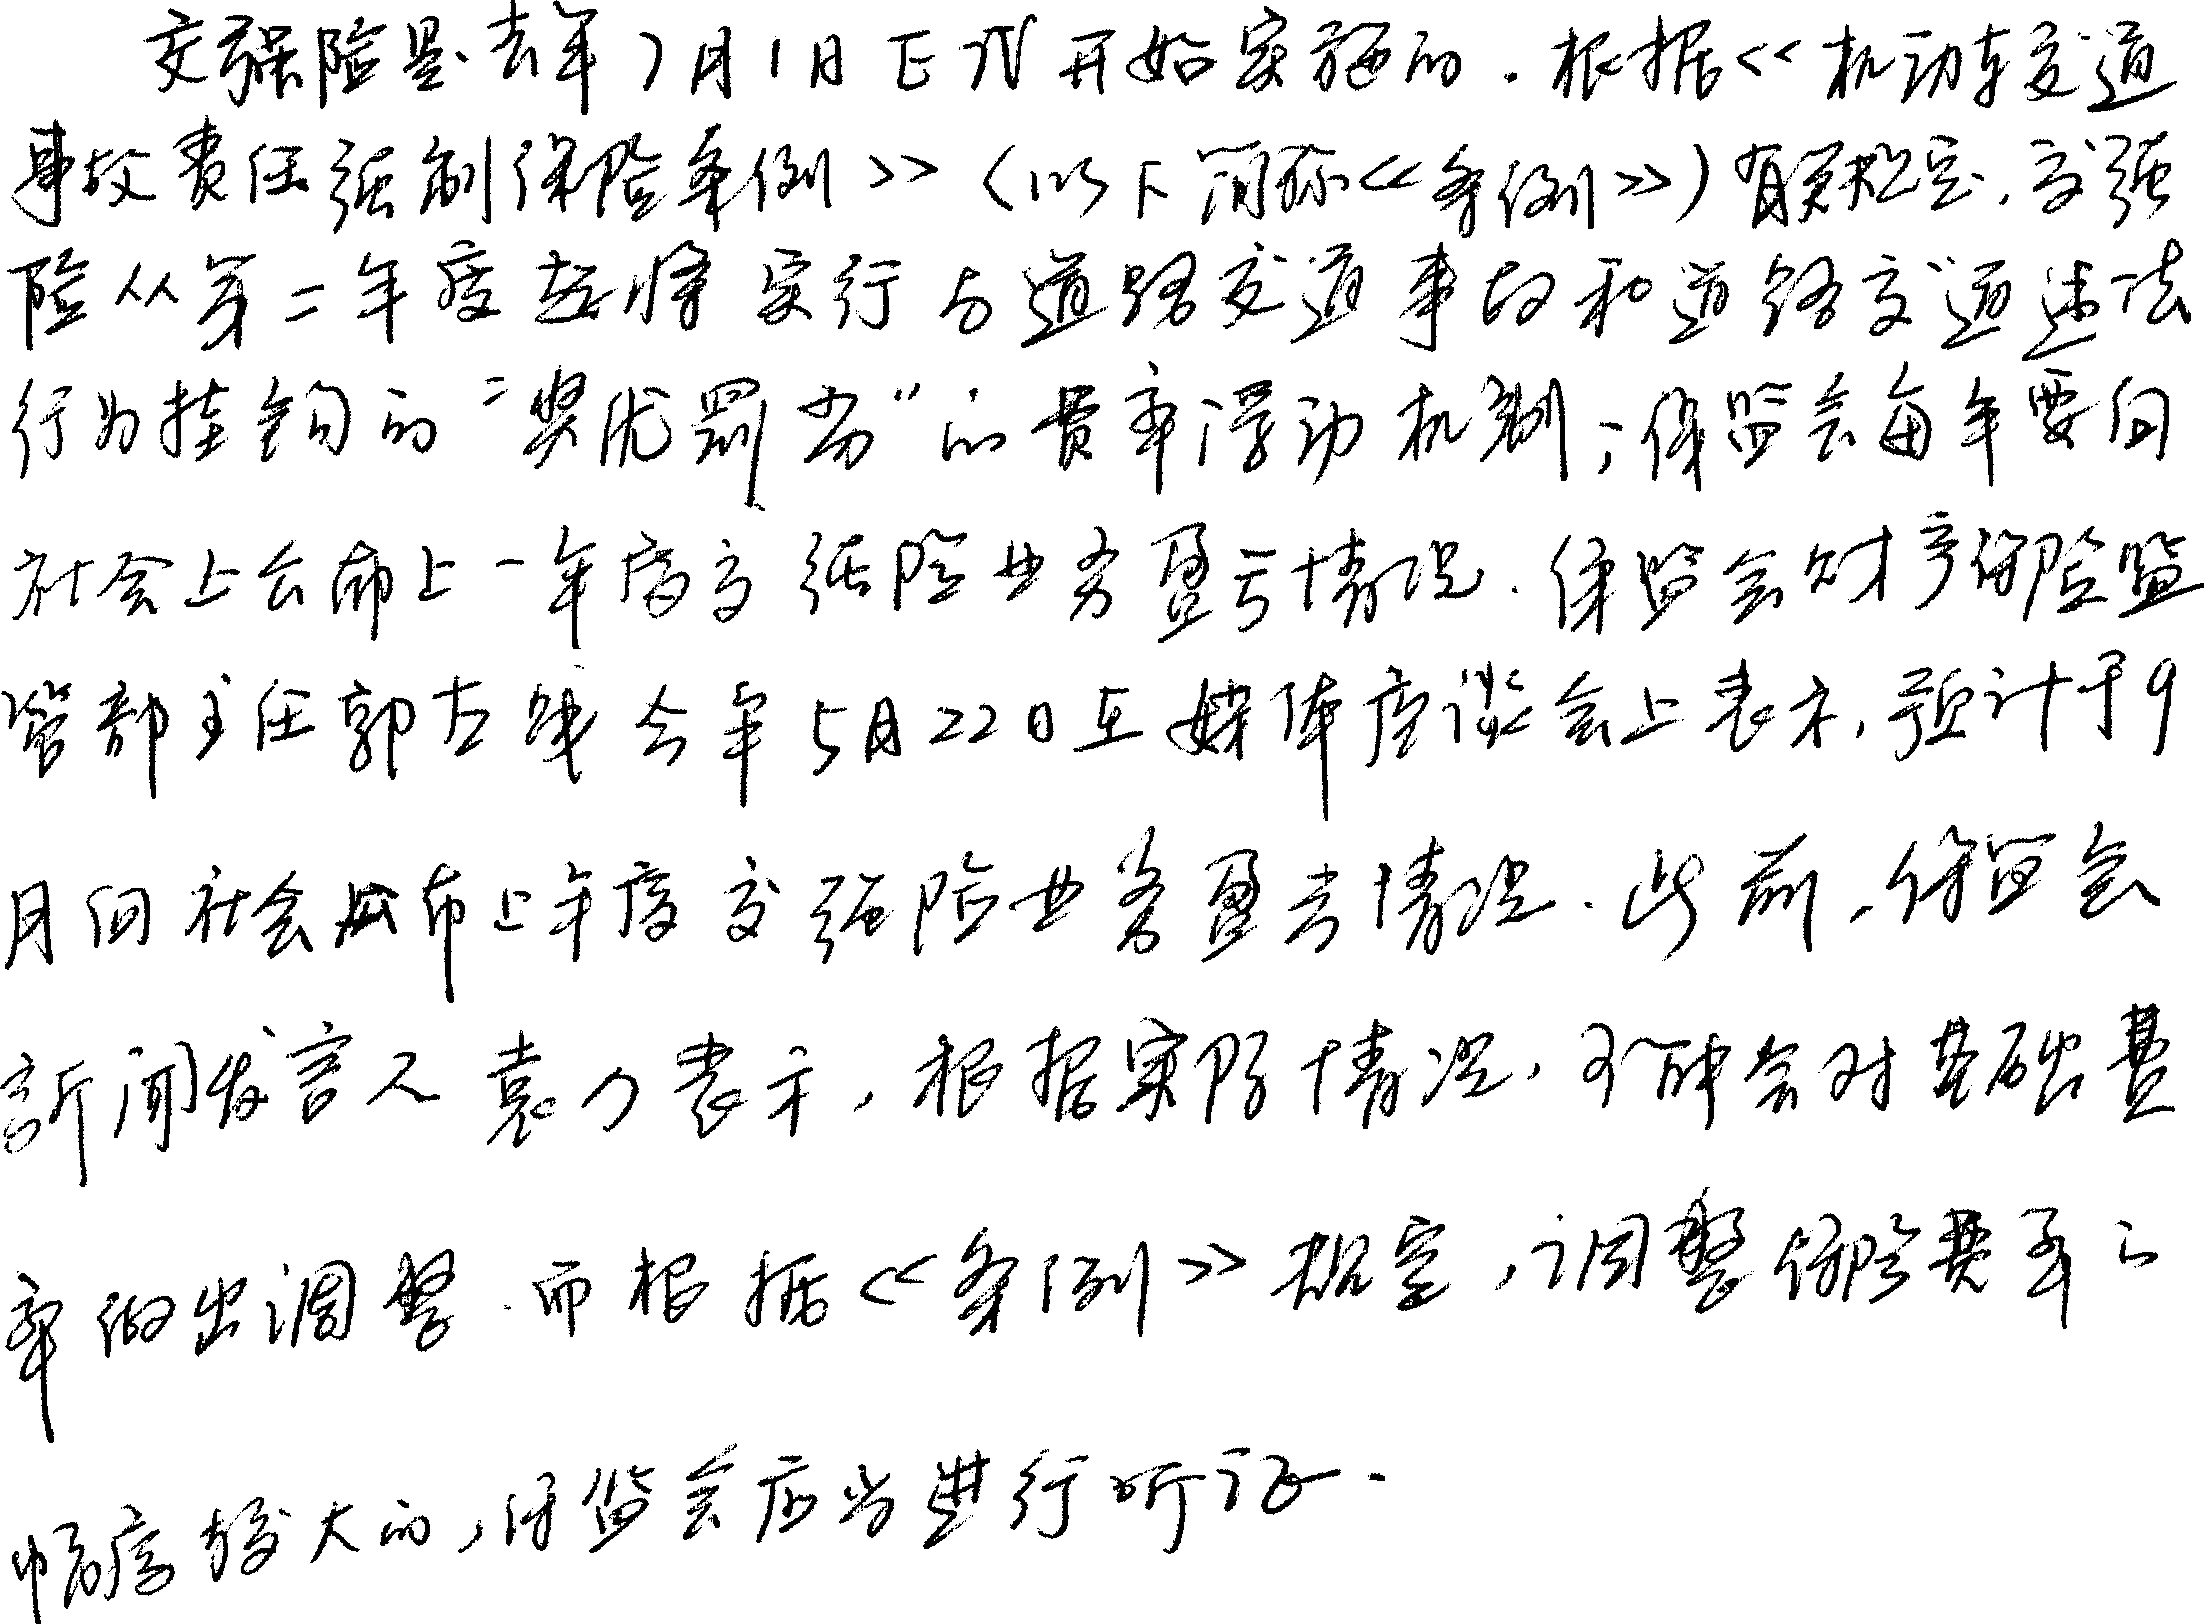 交强险是去年7月1日正式开始实施的.根据<<机动车交通
事故责任强制保险条例>>(以下简称<<条例>>)有关规定,交强
险从第二年度起将实行与道路交通事故和道路交通违法
行为挂钩的“奖优罚劣”的费率浮动机制;保监会每年要向
社会上公布上一年度交强险业务盈亏情况.保监会财产保险监
管部主任郭左践今年5月22日在媒体座谈会上表示,预计于9
月向社会公布上年度交强险业务盈亏情况.此前,保监会
新闻发言人袁力表示,根据实际情况,可能会对基础费
率做出调整.而根据<<条例>>规定,调整保险费率的
幅度较大的,保监会应当进行听证.